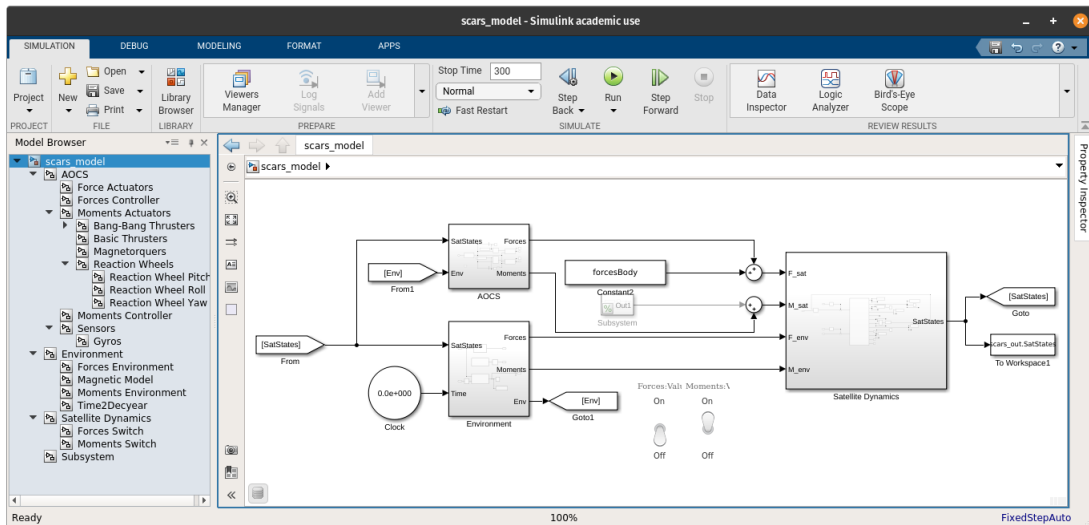 scars_model - Simulink academic use
SIMULATION DEBUG MODELING FORMAT APPS
Project
New
Open
Save
Print
Library Browser
Viewers Manager
Log Signals
Add Viewer
Stop Time 300
Normal
Fast Restart
Step Back
Run
Step Forward
Stop
Data Inspector
Logic Analyzer
Bird's-Eye Scope
PROJECT FILE LIBRARY PREPARE SIMULATE REVIEW RESULTS
Model Browser
scars_model
AOCS
Force Actuators
Forces Controller
Moments Actuators
Bang-Bang Thrusters
Basic Thrusters
Magnetorquers
Reaction Wheels
Reaction Wheel Pitch
Reaction Wheel Roll
Reaction Wheel Yaw
Moments Controller
Sensors
Gyros
Environment
Forces Environment
Magnetic Model
Moments Environment
Time2Decyear
Satellite Dynamics
Forces Switch
Moments Switch
Subsystem
scars_model
scars_model
Property Inspector
SatStates
Forces
Env
Moments
AOCS
[Env]
From1
forcesBody
Constant2
Out1
Subsystem
[SatStates]
From
SatStates
Forces
Moments
Time
Env
Environment
0.0e+000
Clock
[Env]
Goto1
F_sat
M_sat
F_env
M_env
SatStates
Satellite Dynamics
[SatStates]
Goto
scars_out.SatStates
To Workspace1
Forces:Val Moments:V
On On
Off Off
Ready 100% FixedStepAuto